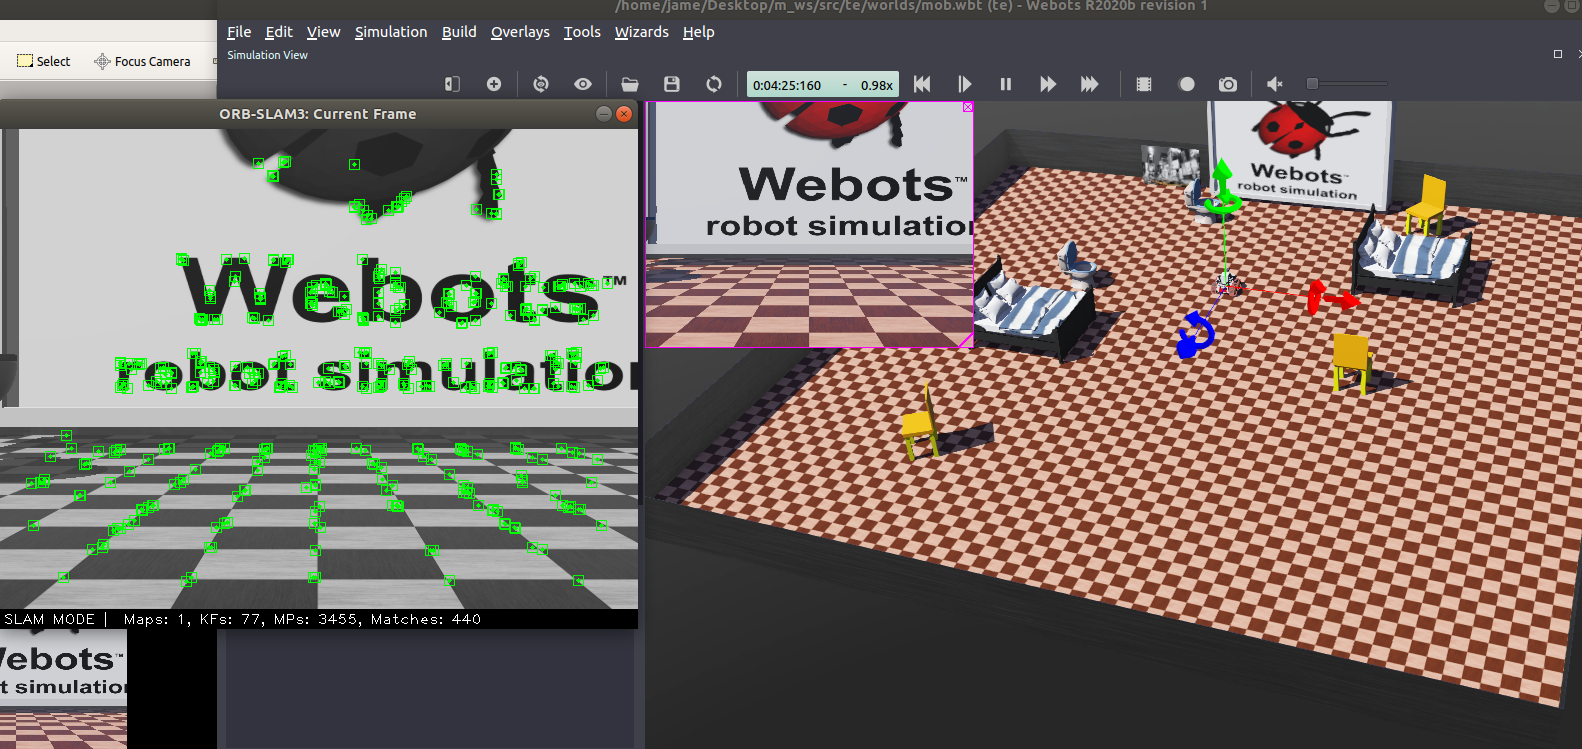 /home/jame/Desktop/m_ws/src/te/worlds/mob.wbt (te) - Webots R2020b revision 1
File Edit View Simulation Build Overlays Tools Wizards Help
Simulation View
Select Focus Camera
0:04:25:160 - 0.98x
ORB-SLAM3: Current Frame
Webots™
robot simulation
Webots™
robot simulation
Webots™
robot simulation
SLAM MODE | Maps: 1, KFs: 77, MPs: 3455, Matches: 440
Webots™
ot simulation